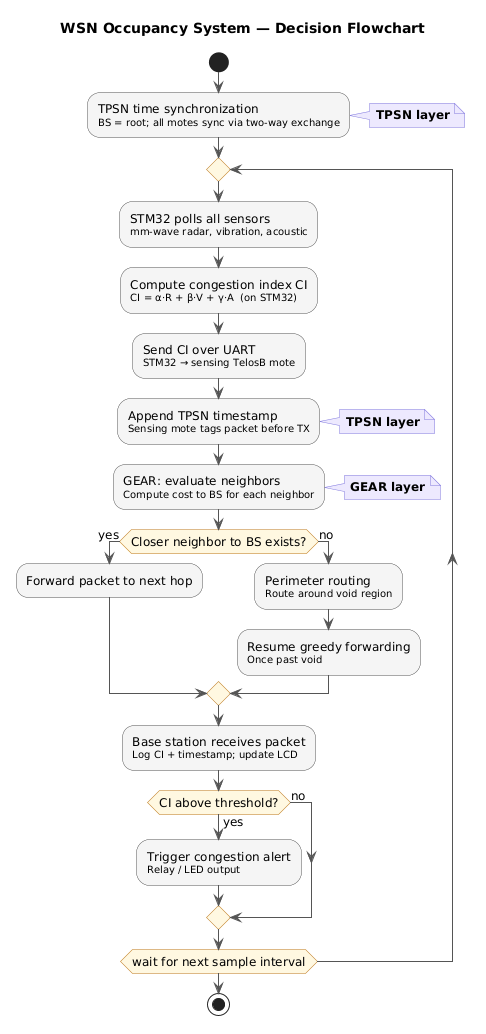 WSN Occupancy System — Decision Flowchart
TPSN time synchronization
BS = root; all motes sync via two-way exchange
TPSN layer
STM32 polls all sensors
mm-wave radar, vibration, acoustic
Compute congestion index CI
CI = α·R + β·V + γ·A  (on STM32)
Send CI over UART
STM32 → sensing TelosB mote
Append TPSN timestamp
Sensing mote tags packet before TX
TPSN layer
GEAR: evaluate neighbors
Compute cost to BS for each neighbor
GEAR layer
yes
Closer neighbor to BS exists?
no
Forward packet to next hop
Perimeter routing
Route around void region
Resume greedy forwarding
Once past void
Base station receives packet
Log CI + timestamp; update LCD
CI above threshold?
no
yes
Trigger congestion alert
Relay / LED output
wait for next sample interval